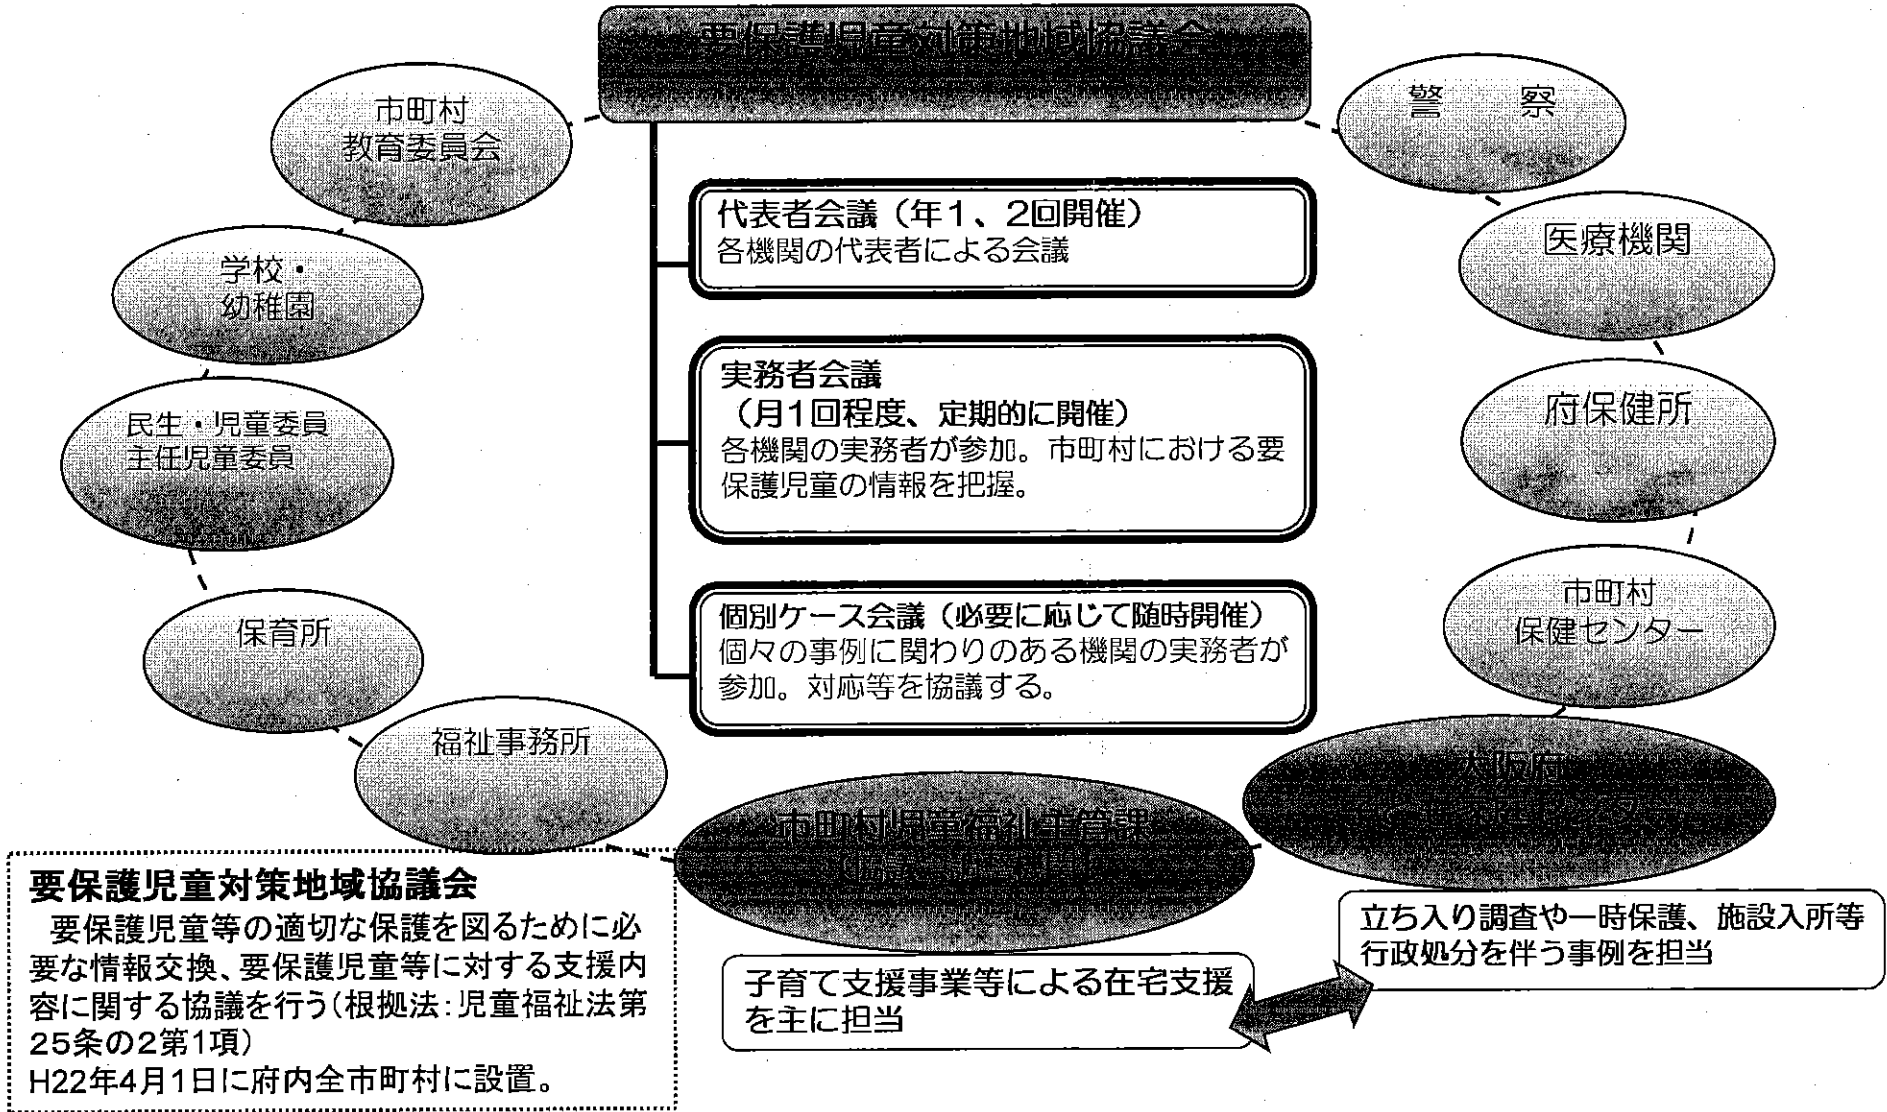 要保護児童対策地域協議会
市町村
教育委員会
警 察
学校・
幼稚園
代表者会議（年１、２回開催）
各機関の代表者による会議
医療機関
民生・児童委員
主任児童委員
実務者会議
（月１回程度、定期的に開催）
各機関の実務者が参加。市町村における要
保護児童の情報を把握。
府保健所
保育所
個別ケース会議（必要に応じて随時開催）
個々の事例に関わりのある機関の実務者が
参加。対応等を協議する。
市町村
保健センター
福祉事務所
市町村児童福祉主管課
大阪府
要保護児童対策地域協議会
要保護児童等の適切な保護を図るために必
要な情報交換、要保護児童等に対する支援内
容に関する協議を行う（根拠法：児童福祉法第
25条の２第１項）
H22年４月１日に府内全市町村に設置。
子育て支援事業等による在宅支援
を主に担当
立ち入り調査や一時保護、施設入所等
行政処分を伴う事例を担当